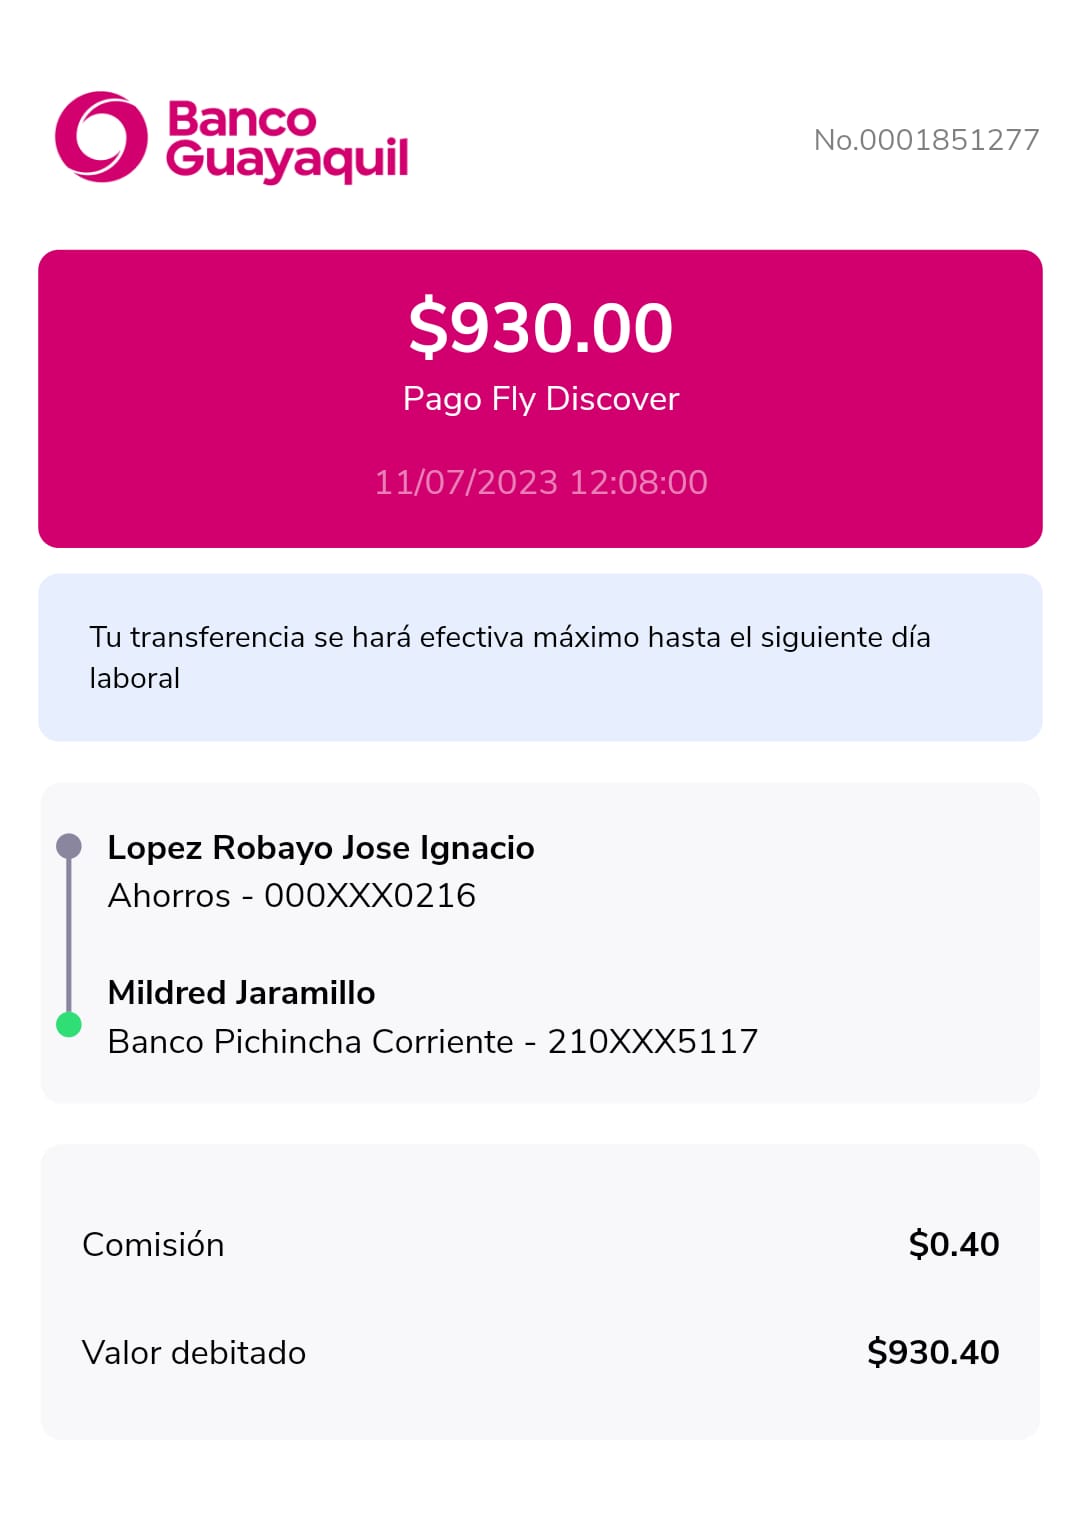 Banco
Guayaquil
No.0001851277
$930.00
Pago Fly Discover
11/07/2023 12:08:00
Tu transferencia se hará efectiva máximo hasta el siguiente día
laboral
Lopez Robayo Jose Ignacio
Ahorros - 000XXX0216
Mildred Jaramillo
Banco Pichincha Corriente - 210XXX5117
Comisión $0.40
Valor debitado $930.40